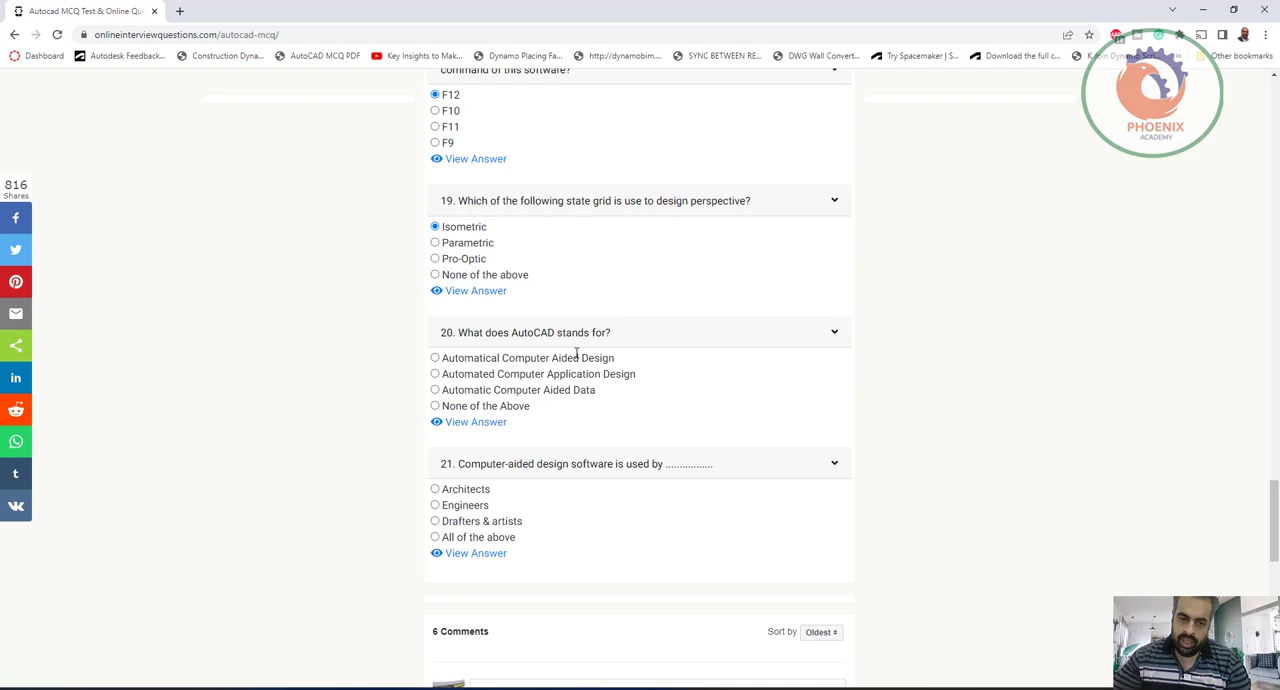 Autocad MCQ Test & Online Qui
onlineinterviewquestions.com/autocad-mcq/
Dashboard
Autodesk Feedback...
Construction Dyna...
AutoCAD MCQ PDF
Key Insights to Mak...
Dynamo Placing Fa...
http://dynamobim....
SYNC BETWEEN RE...
DWG Wall Convert...
Try Spacemaker | S...
Download the full c...
Other bookmarks
PHOENIX
ACADEMY
command of this software?
F12
F10
F11
F9
View Answer
816
Shares
19. Which of the following state grid is use to design perspective?
Isometric
Parametric
Pro-Optic
None of the above
View Answer
20. What does AutoCAD stands for?
Automatical Computer Aided Design
Automated Computer Application Design
Automatic Computer Aided Data
None of the Above
View Answer
21. Computer-aided design software is used by ................
Architects
Engineers
Drafters & artists
All of the above
View Answer
6 Comments
Sort by Oldest